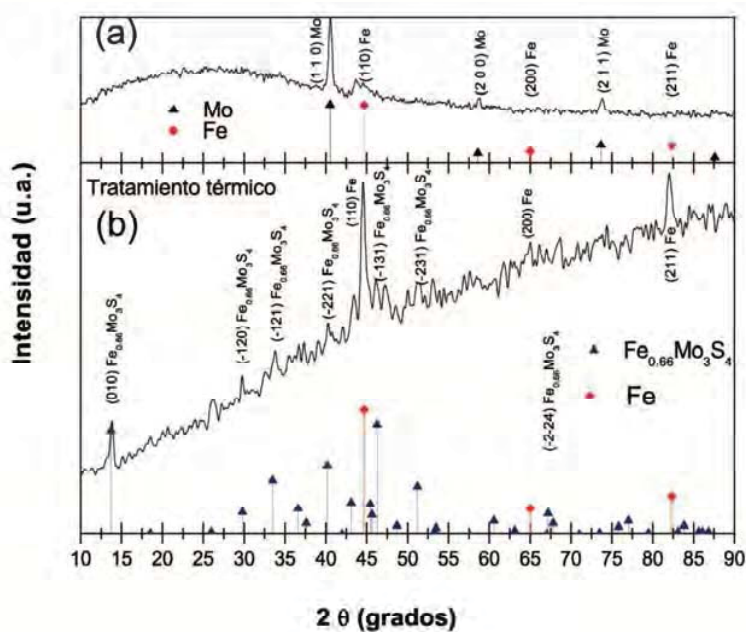 (a)
(1 1 0) Mo
(110) Fe
(2 0 0) Mo
(200) Fe
(2 1 1) Mo
(211) Fe
Mo
Fe
Tratamiento térmico
(b)
(010) Fe0.66Mo3S4
(-120) Fe0.66Mo3S4
(-121) Fe0.66Mo3S4
(-221) Fe0.66Mo3S4
(110) Fe
(-131) Fe0.66Mo3S4
(-231) Fe0.66Mo3S4
(200) Fe
(-2-24) Fe0.66Mo3S4
(211) Fe
Fe0.66Mo3S4
Fe
Intensidad (u.a.)
10 15 20 25 30 35 40 45 50 55 60 65 70 75 80 85 90
2 θ (grados)